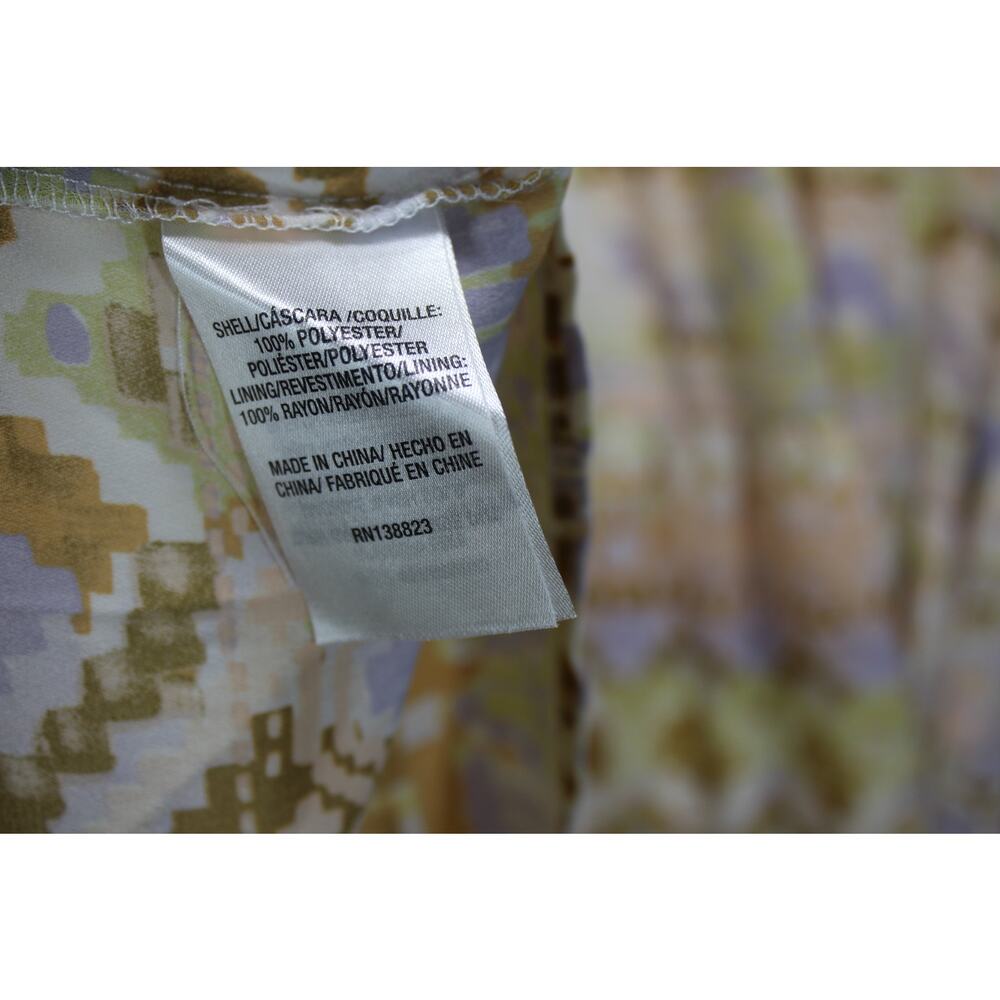 SHELL/CÁSCARA /COQUILLE:
100% POLYESTER/
POLIÉSTER/POLYESTER
LINING/REVESTIMENTO/LINING:
100% RAYON/RAYÓN/RAYONNE
MADE IN CHINA/ HECHO EN
CHINA/ FABRIQUÉ EN CHINE
RN138823